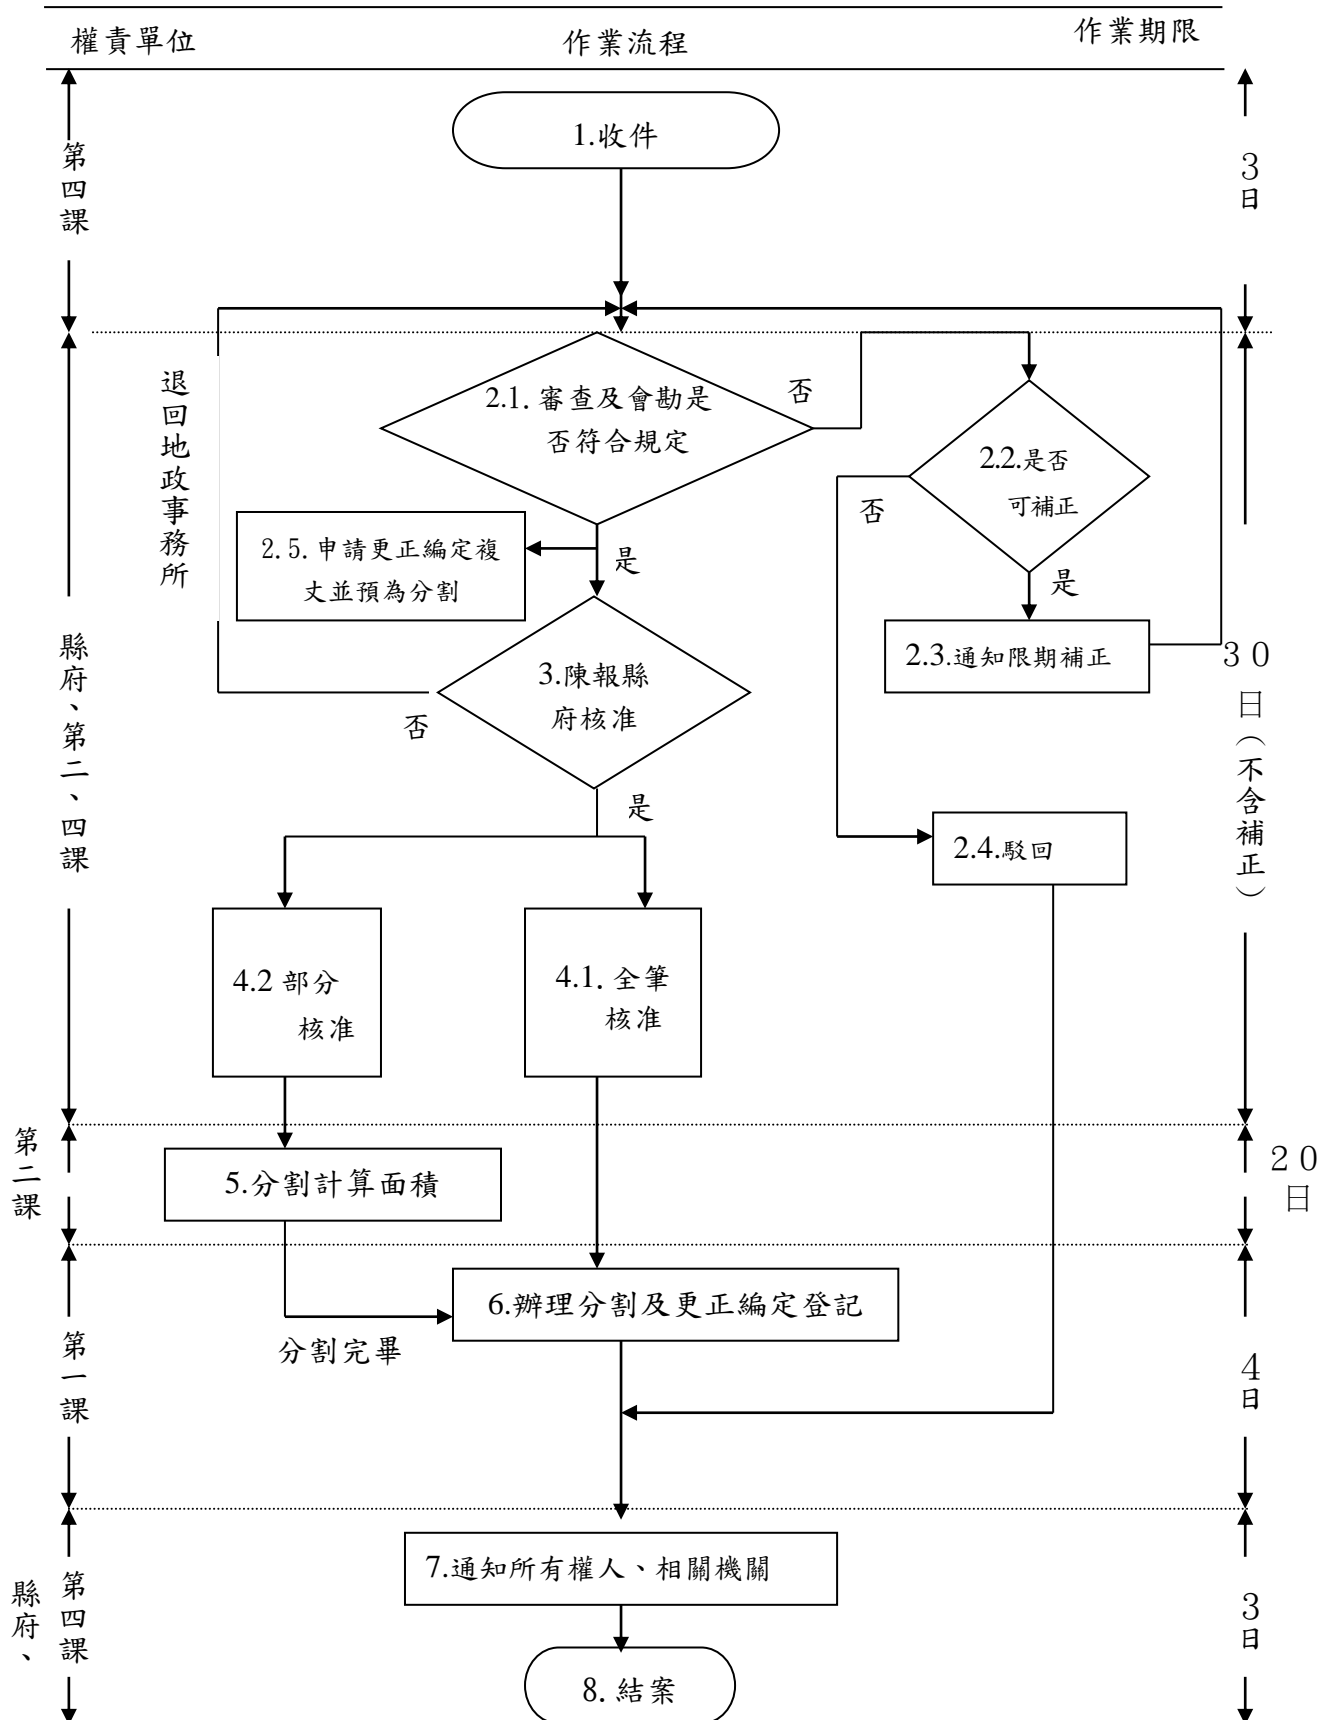 權責單位
作業流程
作業期限
1.收件
第四課
3日
2.1.審查及會勘是
否符合規定
否
退回地政事務所
2.2.是否
可補正
否
是
2.5.申請更正編定複
丈並預為分割
是
2.3.通知限期補正
縣府、第二、四課
30日（不含補正）
3.陳報縣
府核准
否
是
2.4.駁回
4.2部分
核准
4.1.全筆
核准
第二課
5.分割計算面積
20日
6.辦理分割及更正編定登記
分割完畢
第一課
4日
7.通知所有權人、相關機關
縣府、
第四課
3日
8.結案